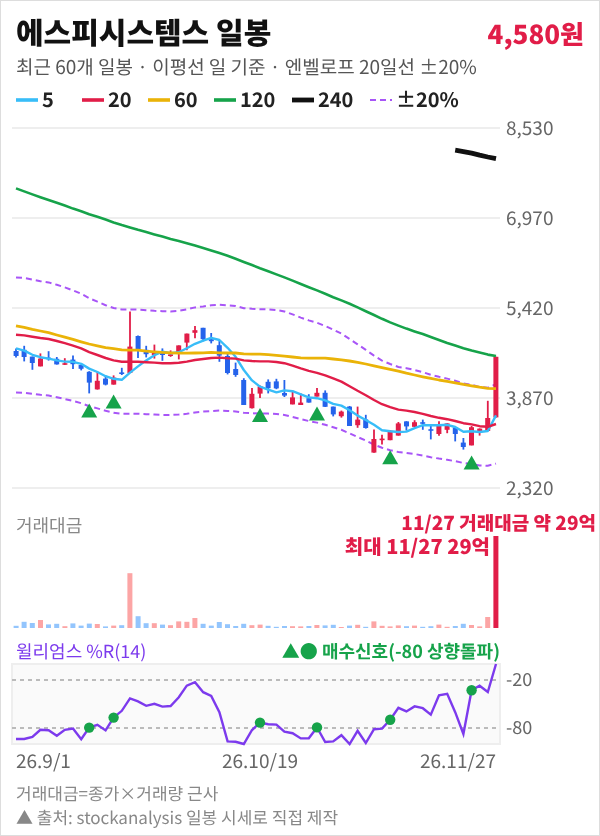 에스피시스템스 일봉
4,580원
최근 60개 일봉 · 이평선 일 기준 · 엔벨로프 20일선 ±20%
5 20 60 120 240 ±20%
8,530
6,970
5,420
3,870
2,320
거래대금
11/27 거래대금 약 29억
최대 11/27 29억
윌리엄스 %R(14)
▲● 매수신호(-80 상향돌파)
-20
-80
26.9/1 26.10/19 26.11/27
거래대금=종가×거래량 근사
▲ 출처: stockanalysis 일봉 시세로 직접 제작